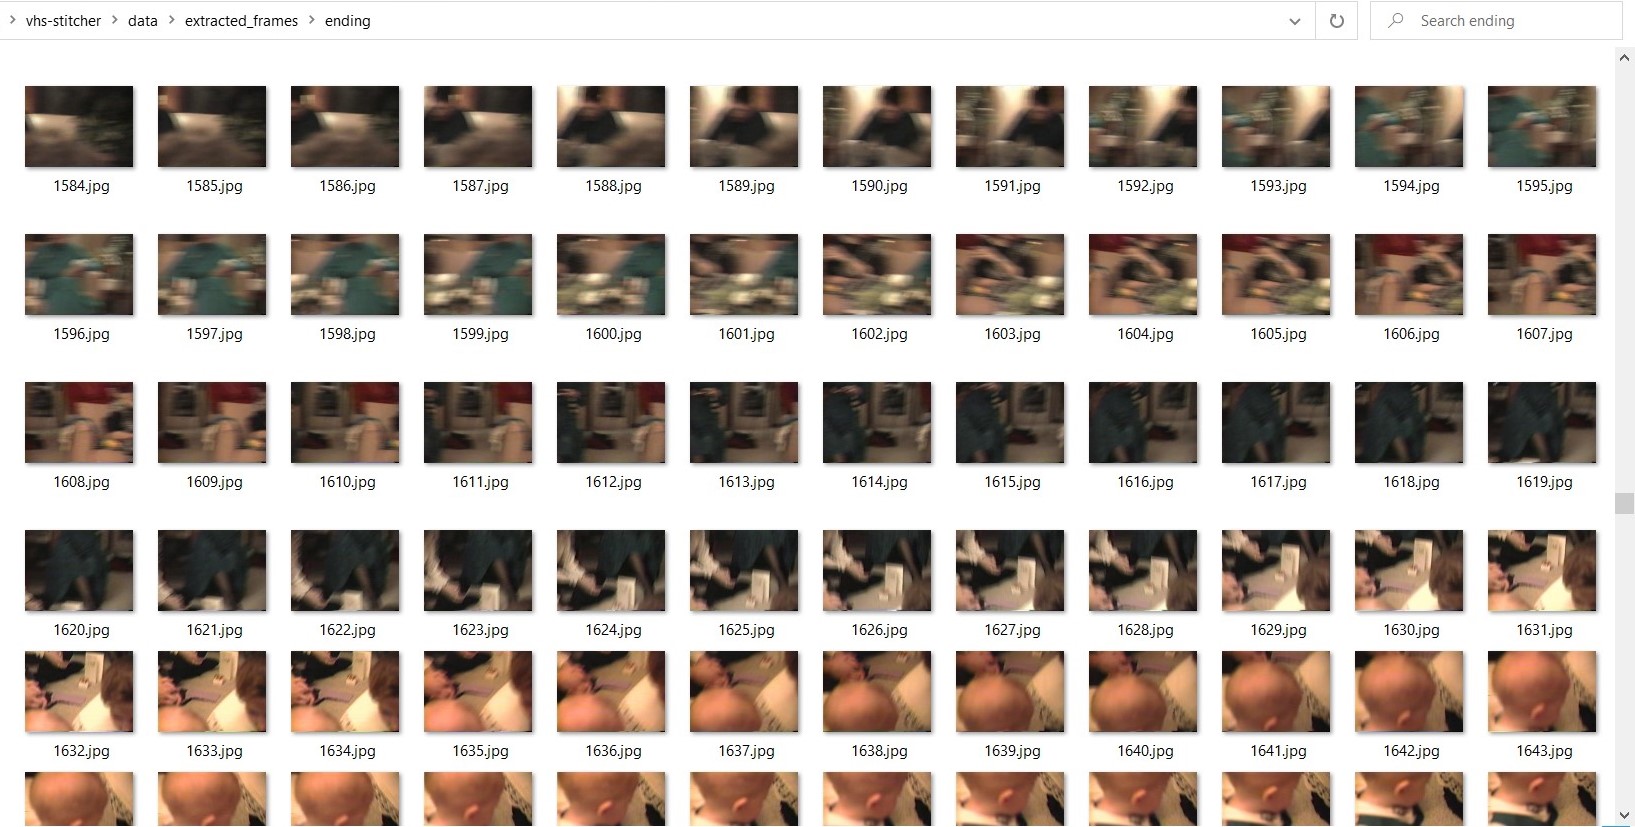 vhs-stitcher > data > extracted_frames > ending
Search ending
1584.jpg 1585.jpg 1586.jpg 1587.jpg 1588.jpg 1589.jpg 1590.jpg 1591.jpg 1592.jpg 1593.jpg 1594.jpg 1595.jpg
1596.jpg 1597.jpg 1598.jpg 1599.jpg 1600.jpg 1601.jpg 1602.jpg 1603.jpg 1604.jpg 1605.jpg 1606.jpg 1607.jpg
1608.jpg 1609.jpg 1610.jpg 1611.jpg 1612.jpg 1613.jpg 1614.jpg 1615.jpg 1616.jpg 1617.jpg 1618.jpg 1619.jpg
1620.jpg 1621.jpg 1622.jpg 1623.jpg 1624.jpg 1625.jpg 1626.jpg 1627.jpg 1628.jpg 1629.jpg 1630.jpg 1631.jpg
1632.jpg 1633.jpg 1634.jpg 1635.jpg 1636.jpg 1637.jpg 1638.jpg 1639.jpg 1640.jpg 1641.jpg 1642.jpg 1643.jpg